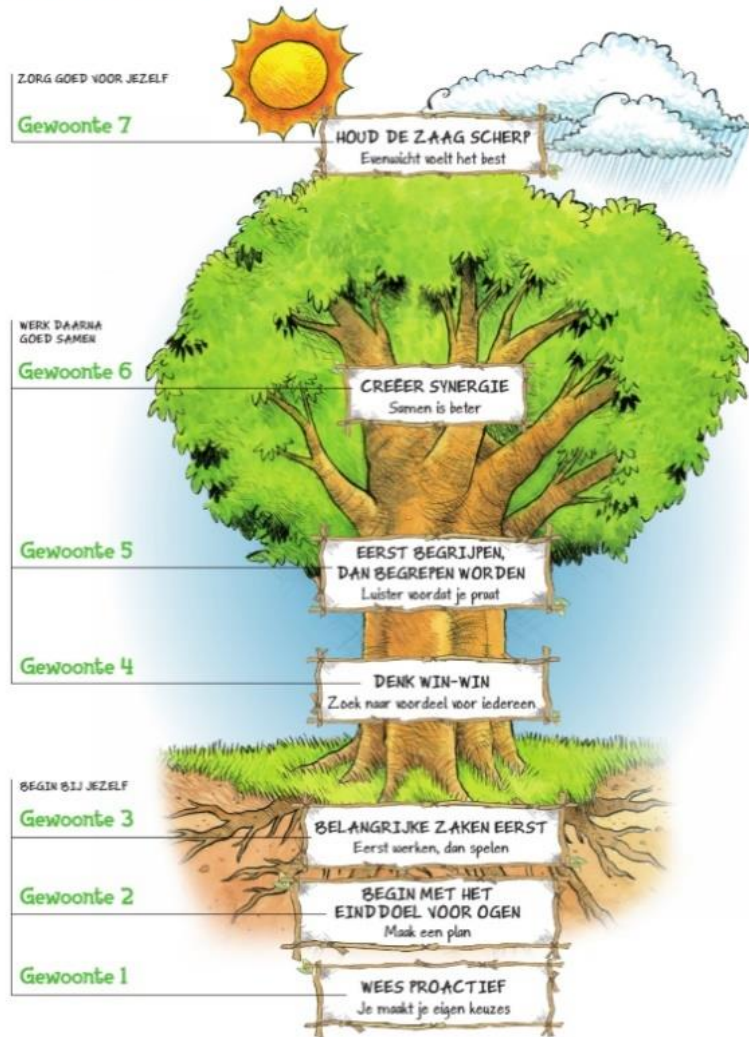 ZORG GOED VOOR JEZELF
Gewoonte 7
HOUD DE ZAAG SCHERP
Evenwicht voelt het best
WERK DAARNA
GOED SAMEN
Gewoonte 6
CREËER SYNERGIE
Samen is beter
Gewoonte 5
EERST BEGRIJPEN,
DAN BEGREPEN WORDEN
Luister voordat je praat
Gewoonte 4
DENK WIN-WIN
Zoek naar voordeel voor iedereen
BEGIN BIJ JEZELF
Gewoonte 3
BELANGRIJKE ZAKEN EERST
Eerst werken, dan spelen
Gewoonte 2
BEGIN MET HET
EINDDOEL VOOR OGEN
Maak een plan
Gewoonte 1
WEES PROACTIEF
Je maakt je eigen keuzes